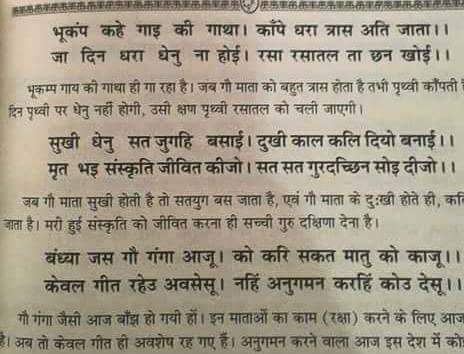 भूकंप कहे गाइ की गाथा। काँपे धरा त्रास अति जाता।।
जा दिन धरा धेनु ना होई। रसा रसातल ता छन खोई।।
भूकम्प गाय की गाथा ही गा रहा है। जब गौ माता को बहुत त्रास होता है तभी पृथ्वी काँपती
दिन पृथ्वी पर धेनु नहीं होगी, उसी क्षण पृथ्वी रसातल को चली जाएगी।
सुखी धेनु सत जुगहि बसाई। दुखी काल कलि दियो बनाई।।
मृत भइ संस्कृति जीवित कीजो। सत सत गुरदच्छिन सोइ दीजो।।
जब गौ माता सुखी होती है तो सतयुग बस जाता है, एवं गौ माता के दुःखी होते ही,
जाता है। मरी हुई संस्कृति को जीवित करना ही सच्ची गुरु दक्षिणा देना है।
बंध्या जस गौ गंगा आजू। को करि सकत मातु को काजू।।
केवल गीत रहेउ अवसेसू। नहिं अनुगमन करहिं कोउ देसू।।
गौ गंगा जैसी आज बाँझ हो गयी हों। इन माताओं का काम (रक्षा) करने के लिए आज
है। अब तो केवल गीत ही अवशेष रह गए हैं। अनुगमन करने वाला आज इस देश में